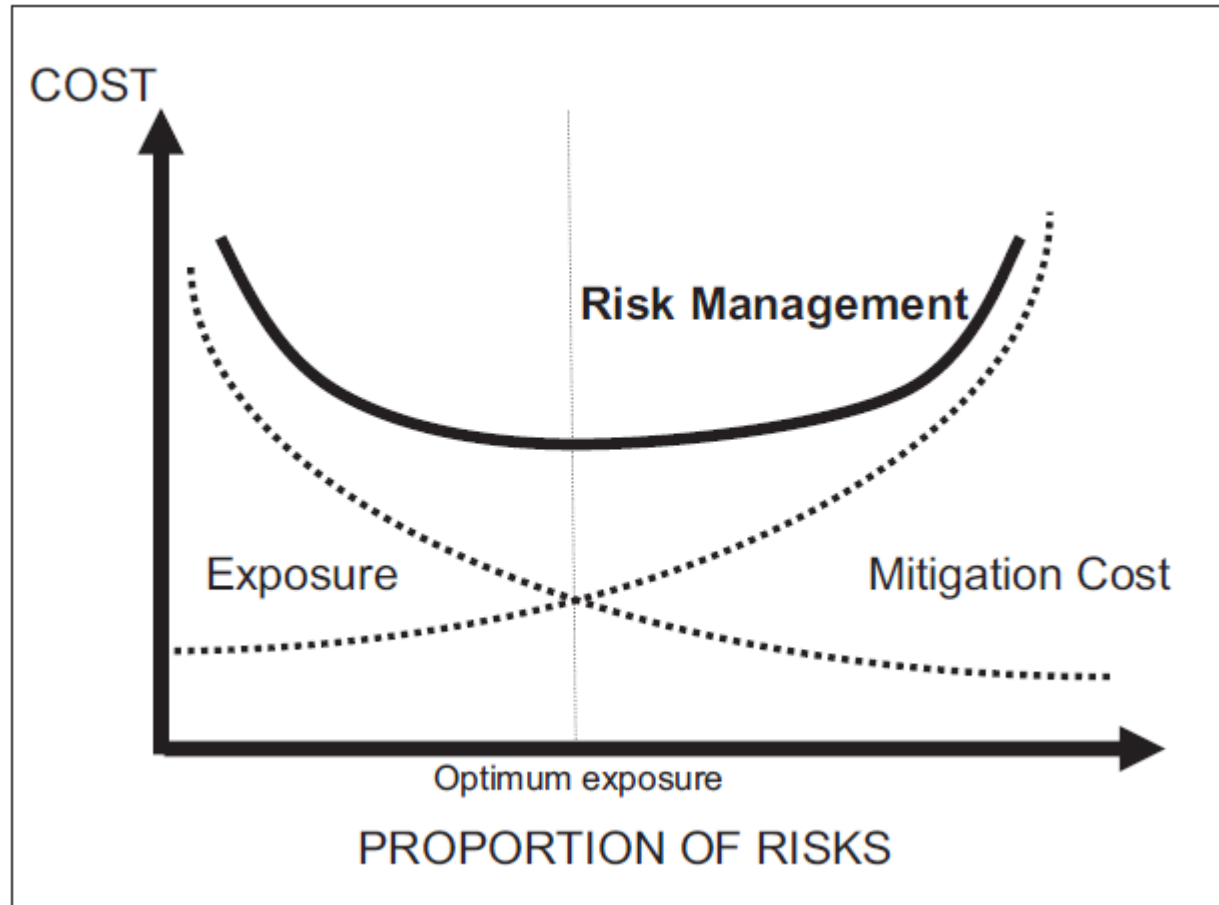 COST
Risk Management
Exposure
Mitigation Cost
Optimum exposure
PROPORTION OF RISKS